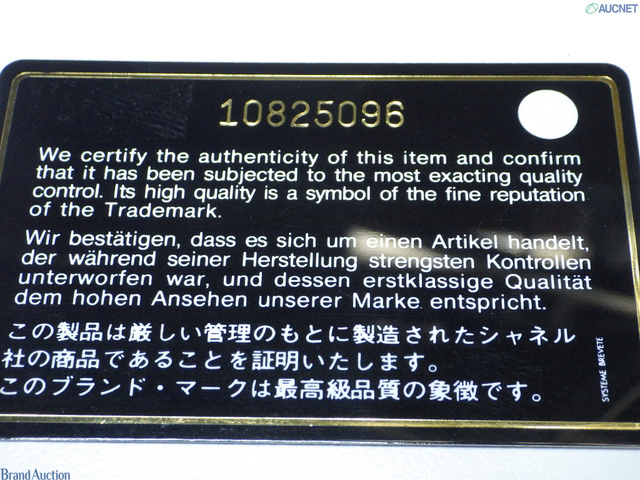 AUCNET
10825096
We certify the authenticity of this item and confirm
that it has been subjected to the most exacting quality
control. Its high quality is a symbol of the fine reputation
of the Trademark.
Wir bestätigen, dass es sich um einen Artikel handelt,
der während seiner Herstellung strengsten Kontrollen
unterworfen war, und dessen erstklassige Qualität
dem hohen Ansehen unserer Marke entspricht.
この製品は厳しい管理のもとに製造されたシャネル
社の商品であることを証明いたします。
このブランド・マークは最高級品質の象徴です。
SYSTEME BREVETE
Brand Auction